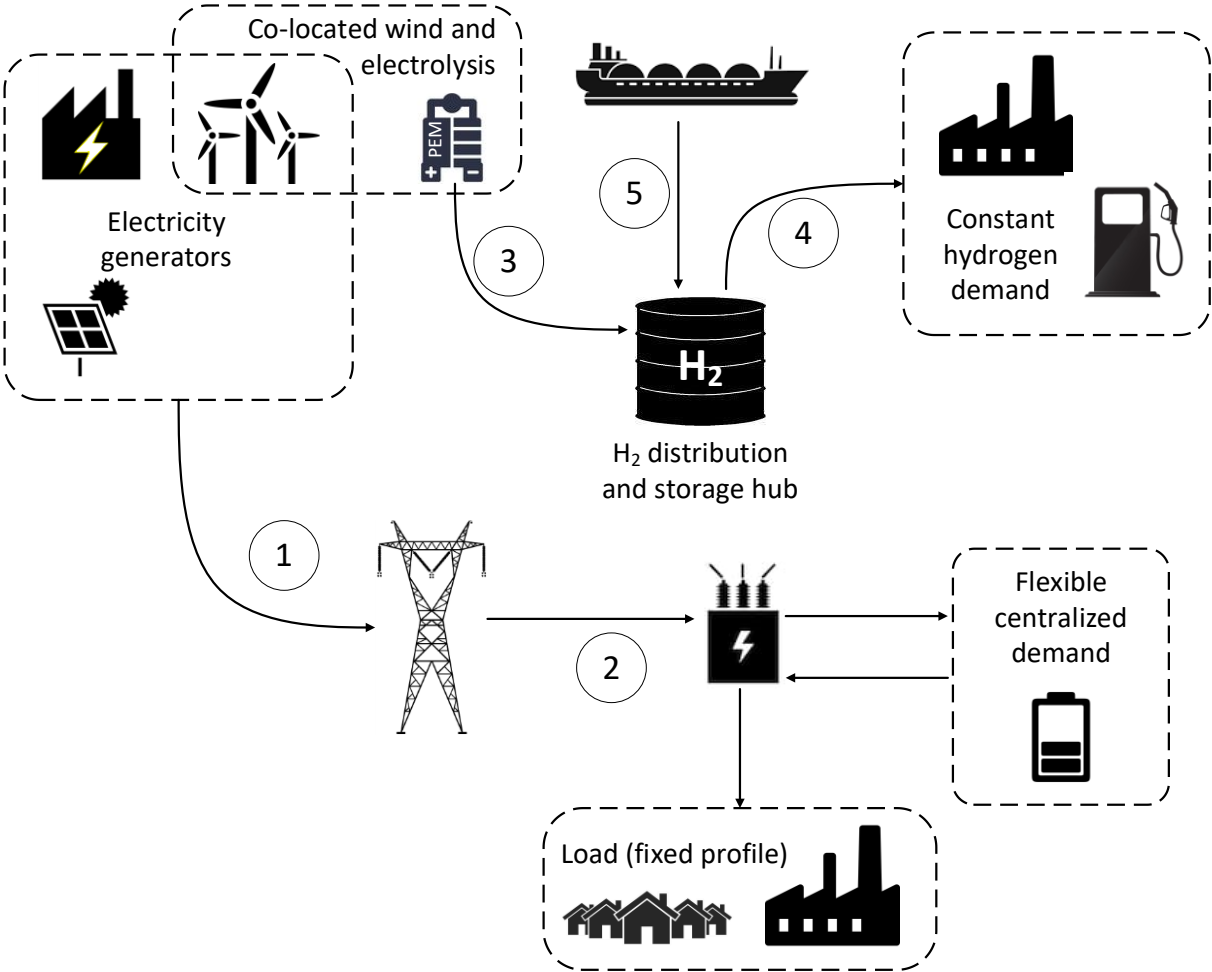 Co-located wind and
electrolysis
PEM
+ −
Electricity
generators
5
3
4
Constant
hydrogen
demand
H₂
H₂ distribution
and storage hub
1
2
Flexible
centralized
demand
Load (fixed profile)